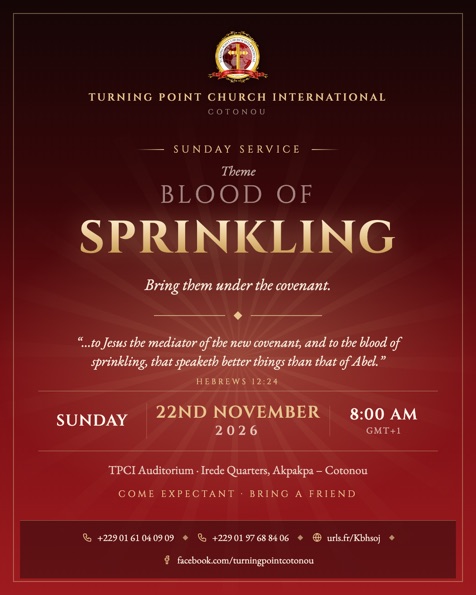 TURNING POINT CHURCH INTERNATIONAL
COTONOU
SUNDAY SERVICE
Theme
BLOOD OF
SPRINKLING
Bring them under the covenant.
“...to Jesus the mediator of the new covenant, and to the blood of
sprinkling, that speaketh better things than that of Abel.”
HEBREWS 12:24
SUNDAY
22ND NOVEMBER
2026
8:00 AM
GMT+1
TPCI Auditorium · Irede Quarters, Akpakpa – Cotonou
COME EXPECTANT · BRING A FRIEND
+229 01 61 04 09 09 ◆ +229 01 97 68 84 06 ◆ urls.fr/Kbhsoj ◆
facebook.com/turningpointcotonou